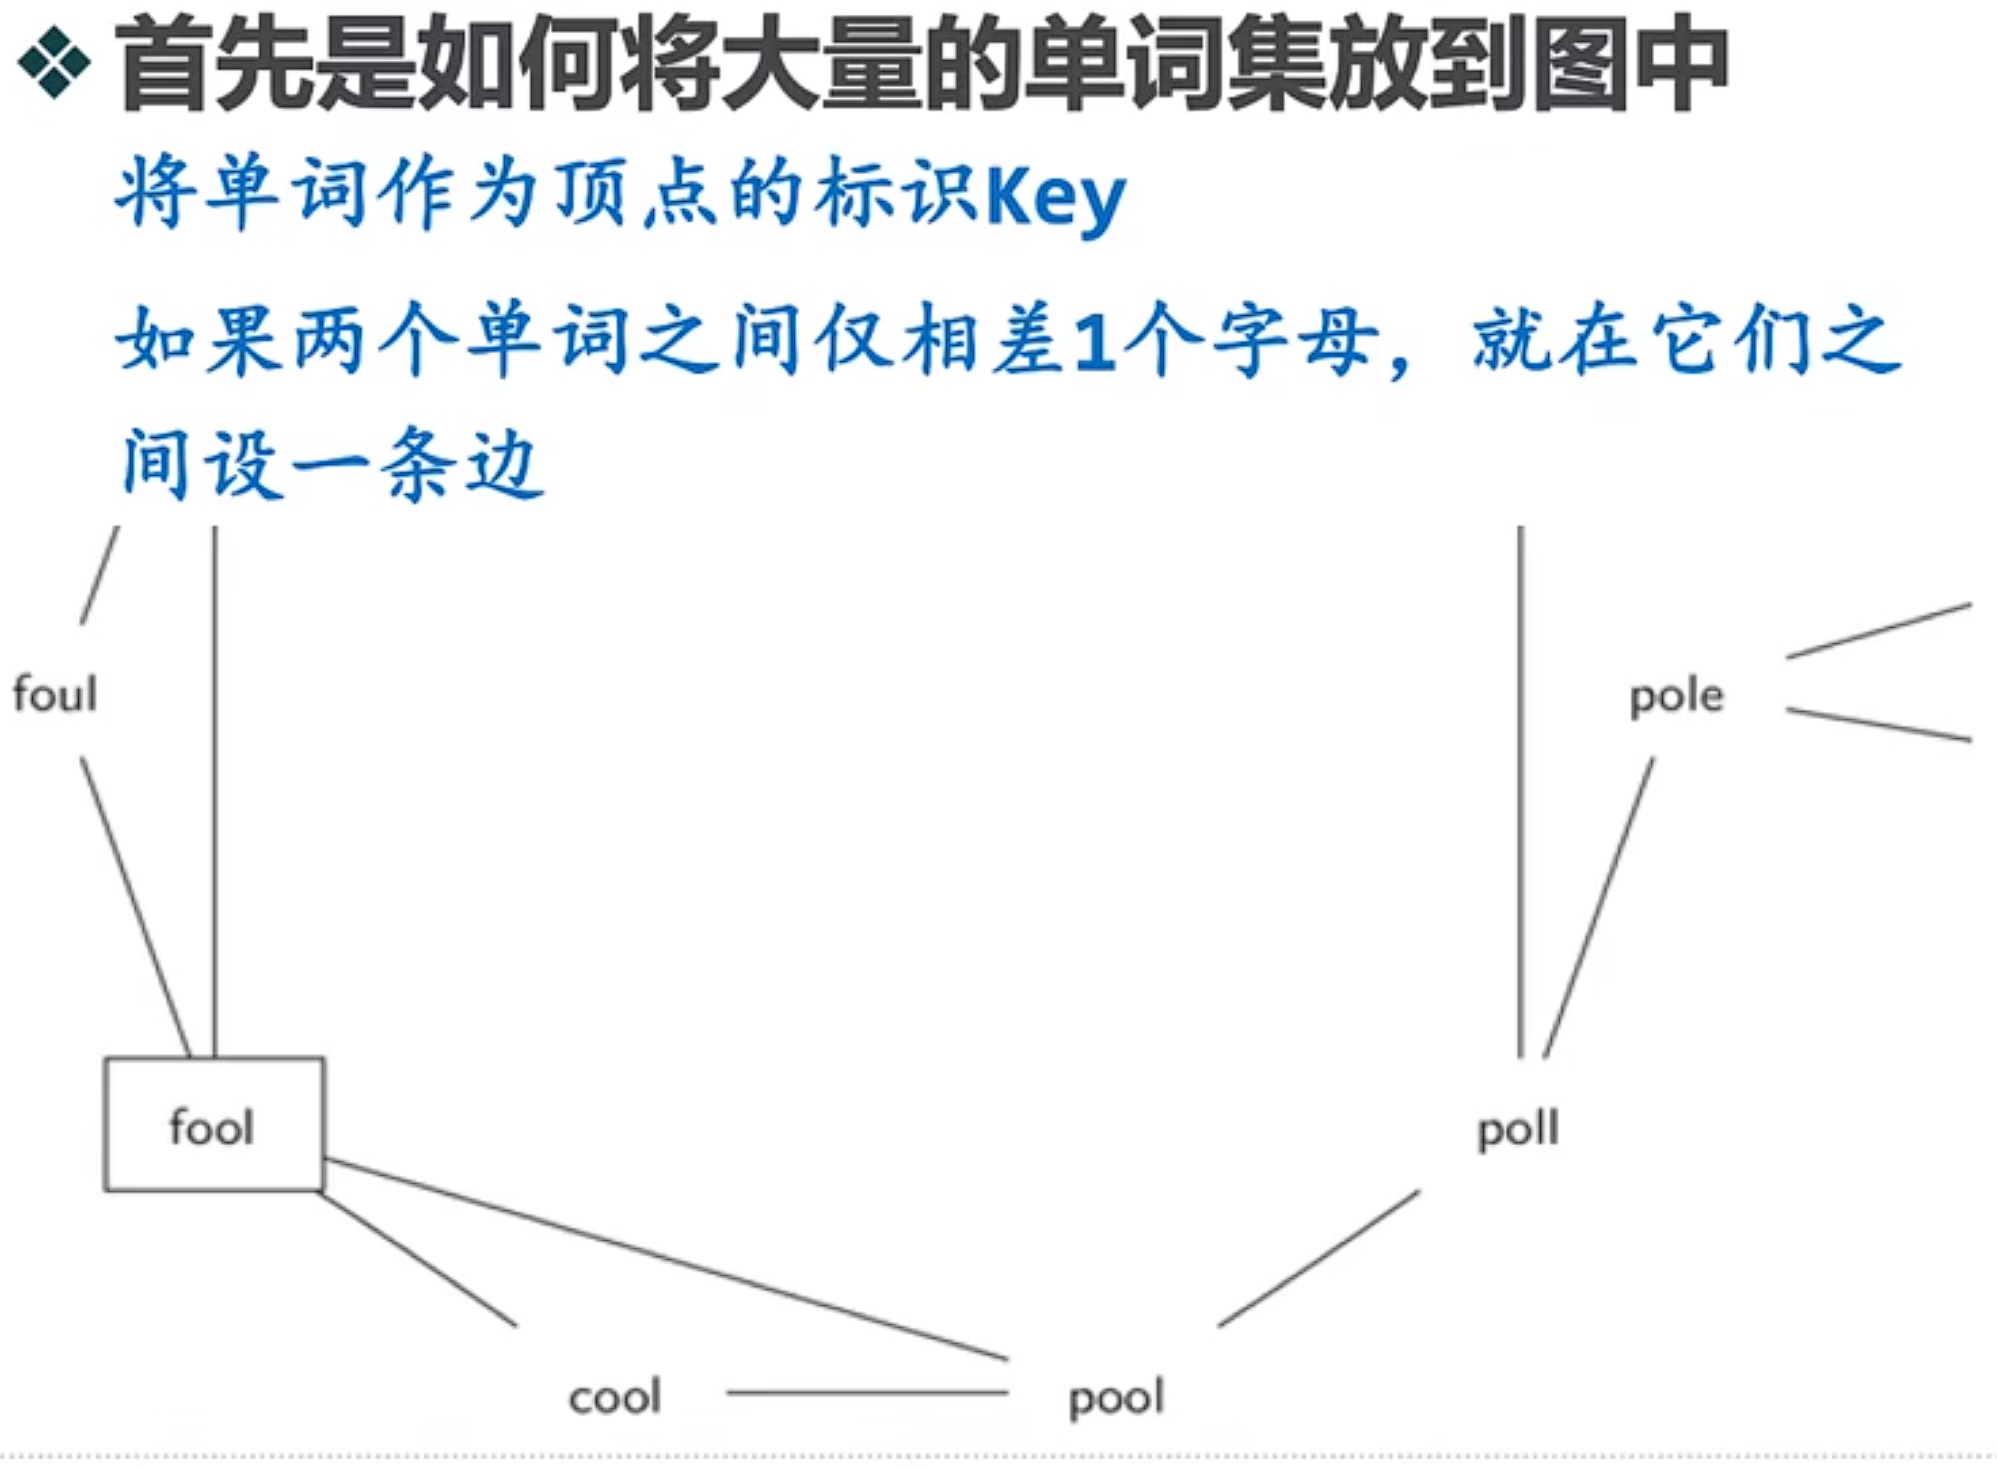 首先是如何将大量的单词集放到图中
将单词作为顶点的标识Key
如果两个单词之间仅相差1个字母，就在它们之
间设一条边
foul
pole
fool
poll
cool
pool